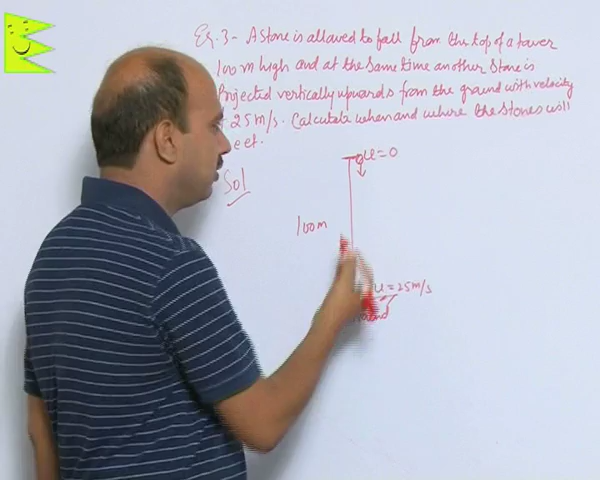 Eg. 3- A stone is allowed to fall from the top of a tower
100 m high and at the same time another stone is
Projected vertically upwards from the ground with velocity
25 m/s. Calculate when and where the stones will
eet.
Sol
u=0
100m
u=25m/s